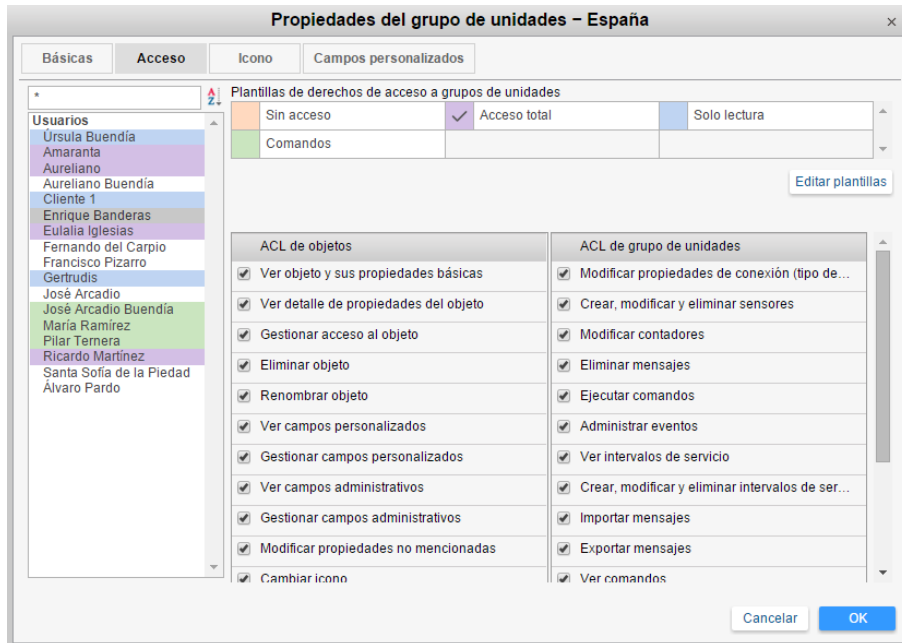 Propiedades del grupo de unidades – España
×
Básicas
Acceso
Icono
Campos personalizados
*
A
Z
Plantillas de derechos de acceso a grupos de unidades
Sin acceso
Acceso total
Solo lectura
Comandos
Editar plantillas
Usuarios
Úrsula Buendía
Amaranta
Aureliano
Aureliano Buendía
Cliente 1
Enrique Banderas
Eulalia Iglesias
Fernando del Carpio
Francisco Pizarro
Gertrudis
José Arcadio
José Arcadio Buendía
María Ramírez
Pilar Ternera
Ricardo Martínez
Santa Sofía de la Piedad
Álvaro Pardo
ACL de objetos
Ver objeto y sus propiedades básicas
Ver detalle de propiedades del objeto
Gestionar acceso al objeto
Eliminar objeto
Renombrar objeto
Ver campos personalizados
Gestionar campos personalizados
Ver campos administrativos
Gestionar campos administrativos
Modificar propiedades no mencionadas
Cambiar icono
ACL de grupo de unidades
Modificar propiedades de conexión (tipo de...
Crear, modificar y eliminar sensores
Modificar contadores
Eliminar mensajes
Ejecutar comandos
Administrar eventos
Ver intervalos de servicio
Crear, modificar y eliminar intervalos de ser...
Importar mensajes
Exportar mensajes
Ver comandos
Cancelar
OK